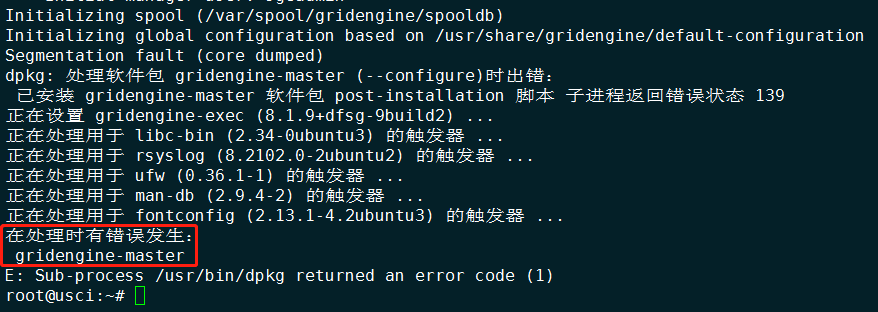 Initializing spool (/var/spool/gridengine/spooldb)
Initializing global configuration based on /usr/share/gridengine/default-configuration
Segmentation fault (core dumped)
dpkg: 处理软件包 gridengine-master (--configure)时出错:
已安装 gridengine-master 软件包 post-installation 脚本 子进程返回错误状态 139
正在设置 gridengine-exec (8.1.9+dfsg-9build2) ...
正在处理用于 libc-bin (2.34-0ubuntu3) 的触发器 ...
正在处理用于 rsyslog (8.2102.0-2ubuntu2) 的触发器 ...
正在处理用于 ufw (0.36.1-1) 的触发器 ...
正在处理用于 man-db (2.9.4-2) 的触发器 ...
正在处理用于 fontconfig (2.13.1-4.2ubuntu3) 的触发器 ...
在处理时有错误发生:
gridengine-master
E: Sub-process /usr/bin/dpkg returned an error code (1)
root@usci:~#